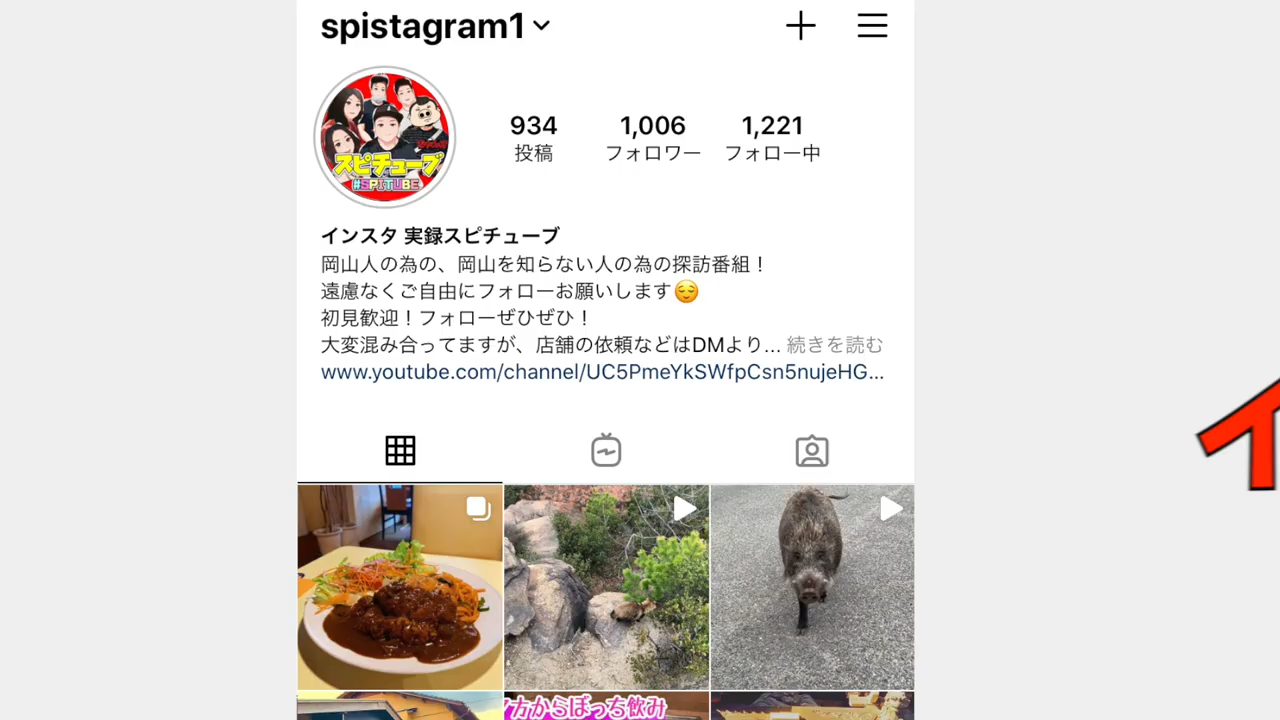 spistagram1
934
投稿
1,006
フォロワー
1,221
フォロー中
スピチューブ
#SPITUBE
インスタ 実録スピチューブ
岡山人の為の、岡山を知らない人の為の探訪番組！
遠慮なくご自由にフォローお願いします😌
初見歓迎！フォローぜひぜひ！
大変混み合ってますが、店舗の依頼などはDMより... 続きを読む
www.youtube.com/channel/UC5PmeYkSWfpCsn5nujeHG...
イ
夕方からぼっち飲み